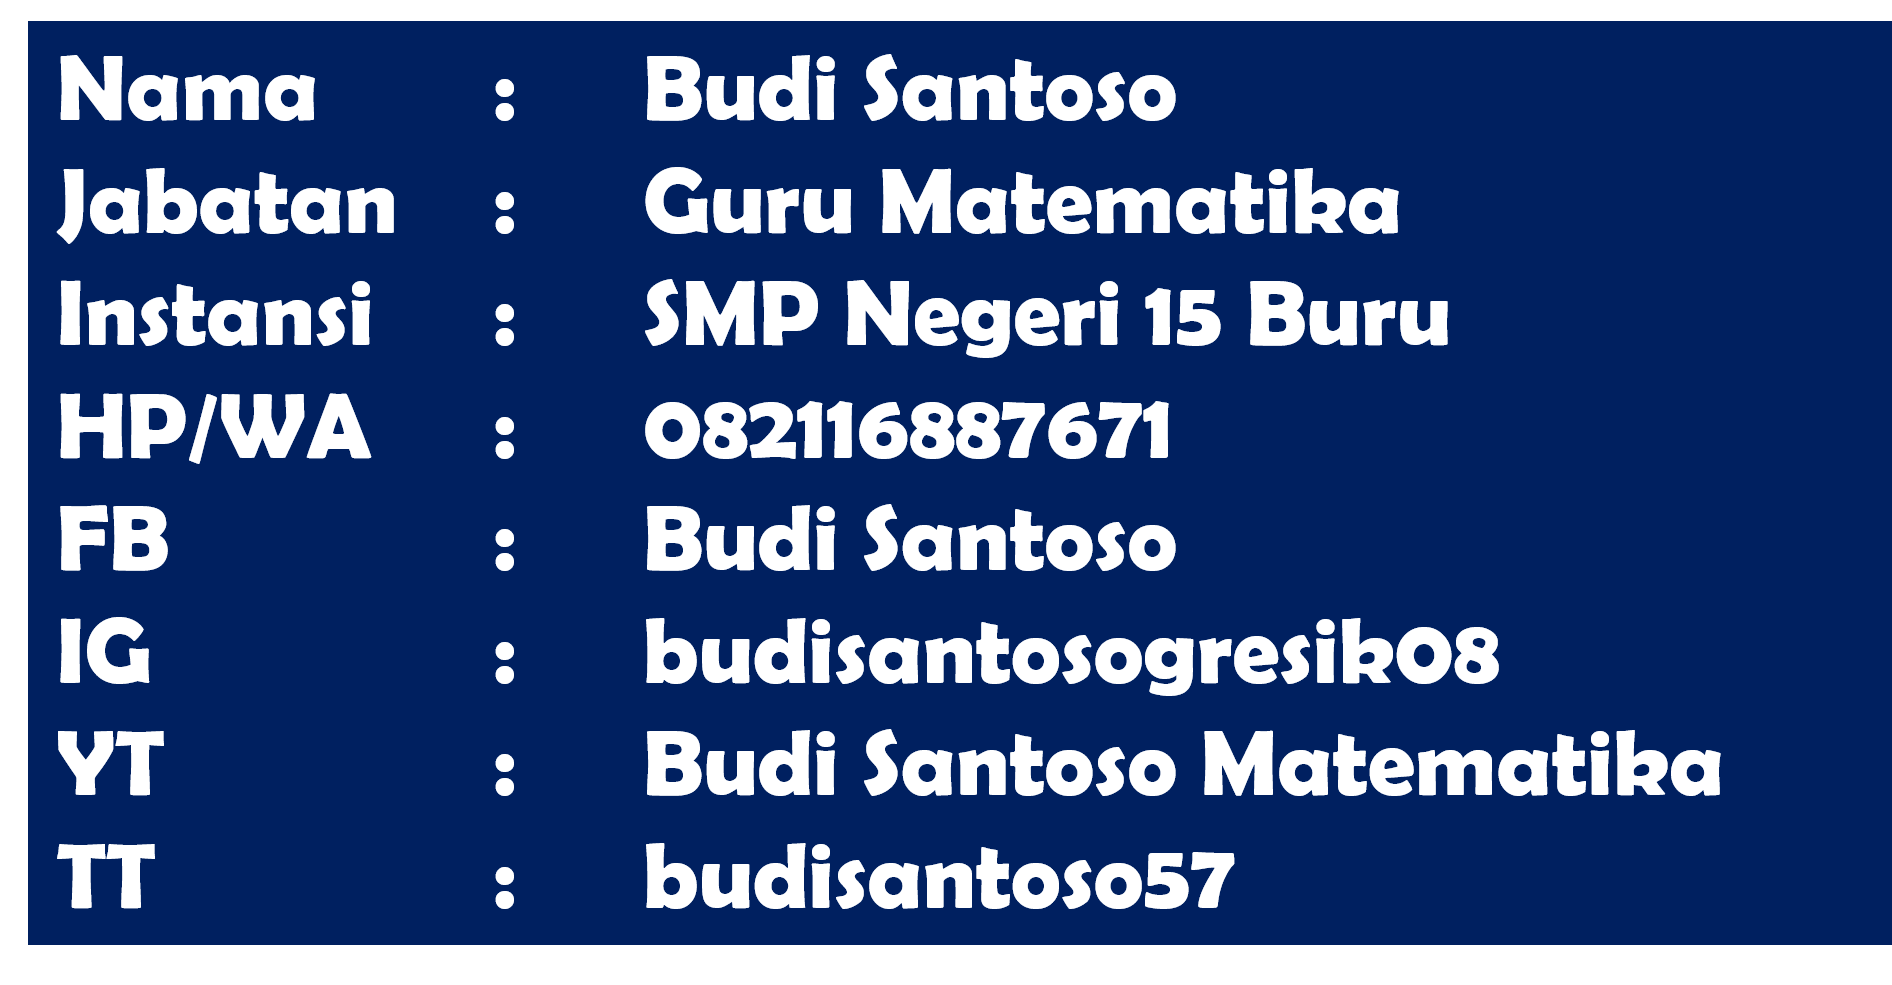 Nama : Budi Santoso
Jabatan : Guru Matematika
Instansi : SMP Negeri 15 Buru
HP/WA : 082116887671
FB : Budi Santoso
IG : budisantosogresik08
YT : Budi Santoso Matematika
TT : budisantoso57